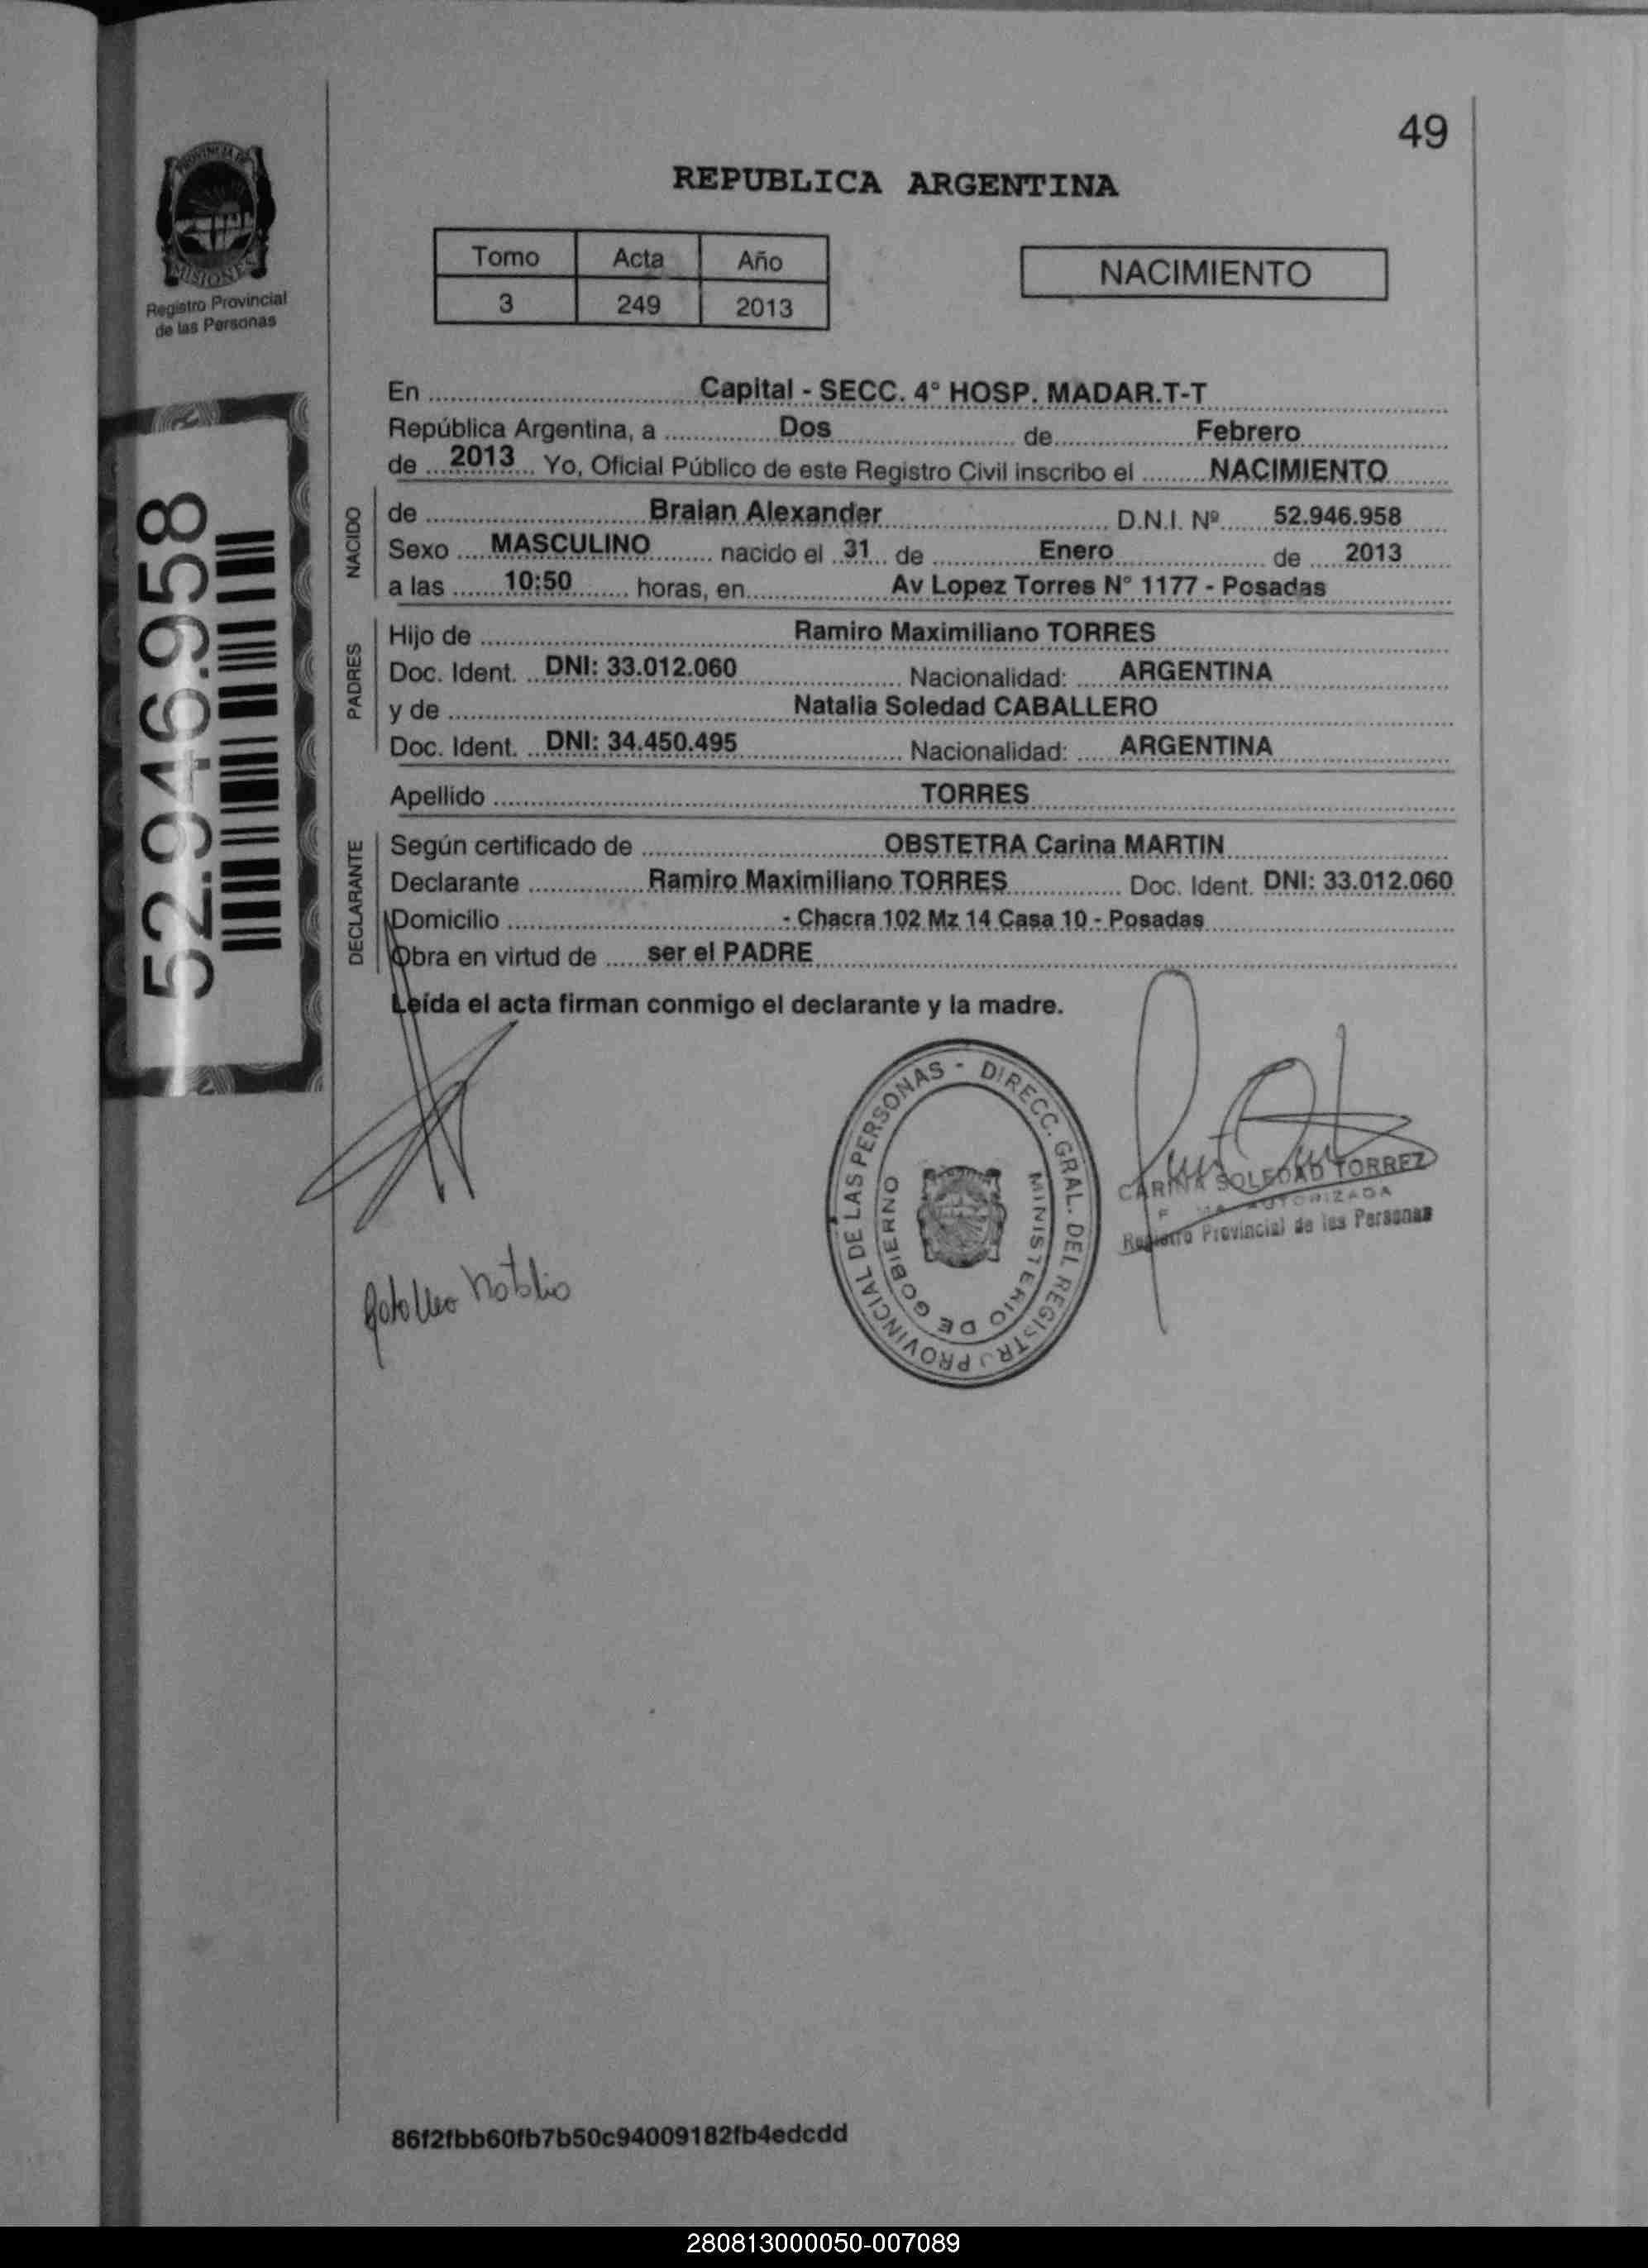 49
PROVINCIA DE
MISIONES
Registro Provincial
de las Personas
52.946.958
REPUBLICA ARGENTINA
Tomo Acta Año
3 249 2013
NACIMIENTO
En Capital - SECC. 4° HOSP. MADAR.T-T
República Argentina, a Dos de Febrero
de 2013 Yo, Oficial Público de este Registro Civil inscribo el NACIMIENTO
NACIDO
de Braian Alexander D.N.I. Nº 52.946.958
Sexo MASCULINO nacido el 31 de Enero de 2013
a las 10:50 horas, en Av Lopez Torres N° 1177 - Posadas
PADRES
Hijo de Ramiro Maximiliano TORRES
Doc. Ident. DNI: 33.012.060 Nacionalidad: ARGENTINA
y de Natalia Soledad CABALLERO
Doc. Ident. DNI: 34.450.495 Nacionalidad: ARGENTINA
Apellido TORRES
DECLARANTE
Según certificado de OBSTETRA Carina MARTIN
Declarante Ramiro Maximiliano TORRES Doc. Ident. DNI: 33.012.060
Domicilio - Chacra 102 Mz 14 Casa 10 - Posadas
Obra en virtud de ser el PADRE
Leída el acta firman conmigo el declarante y la madre.
DIRECC. GRAL. DEL REGISTRO PROVINCIAL DE LAS PERSONAS -
MINISTERIO DE GOBIERNO
CARINA SOLEDAD TORREZ
AUTORIZADA
Registro Provincial de las Personas
Natalia
86f2fbb60fb7b50c94009182fb4edcdd
280813000050-007089